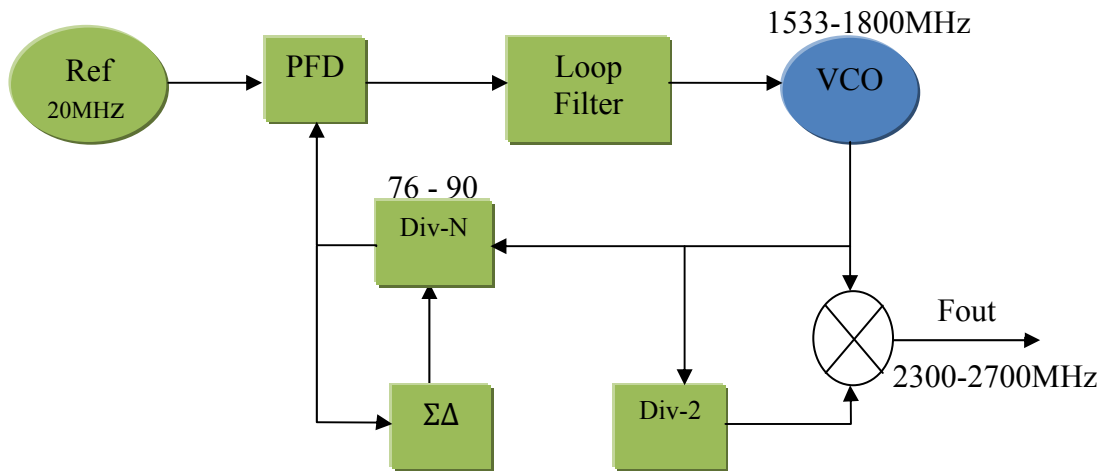 1533-1800MHz
Ref
20MHz
PFD
Loop
Filter
VCO
76 - 90
Div-N
Fout
2300-2700MHz
ΣΔ
Div-2